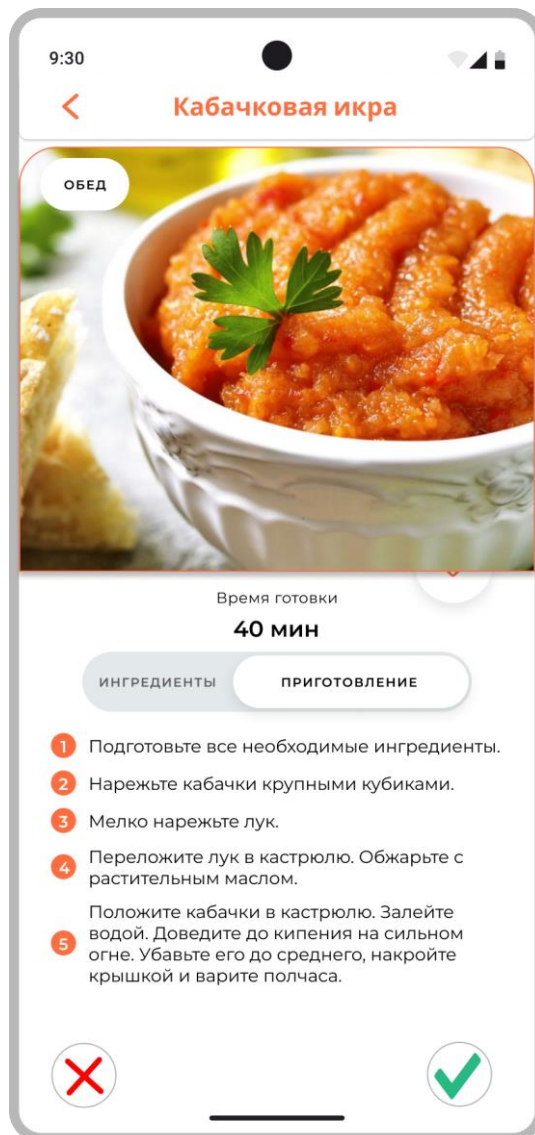 9:30
Кабачковая икра
ОБЕД
Время готовки
40 мин
ИНГРЕДИЕНТЫ
ПРИГОТОВЛЕНИЕ
1 Подготовьте все необходимые ингредиенты.
2 Нарежьте кабачки крупными кубиками.
3 Мелко нарежьте лук.
4 Переложите лук в кастрюлю. Обжарьте с
растительным маслом.
5 Положите кабачки в кастрюлю. Залейте
водой. Доведите до кипения на сильном
огне. Убавьте его до среднего, накройте
крышкой и варите полчаса.